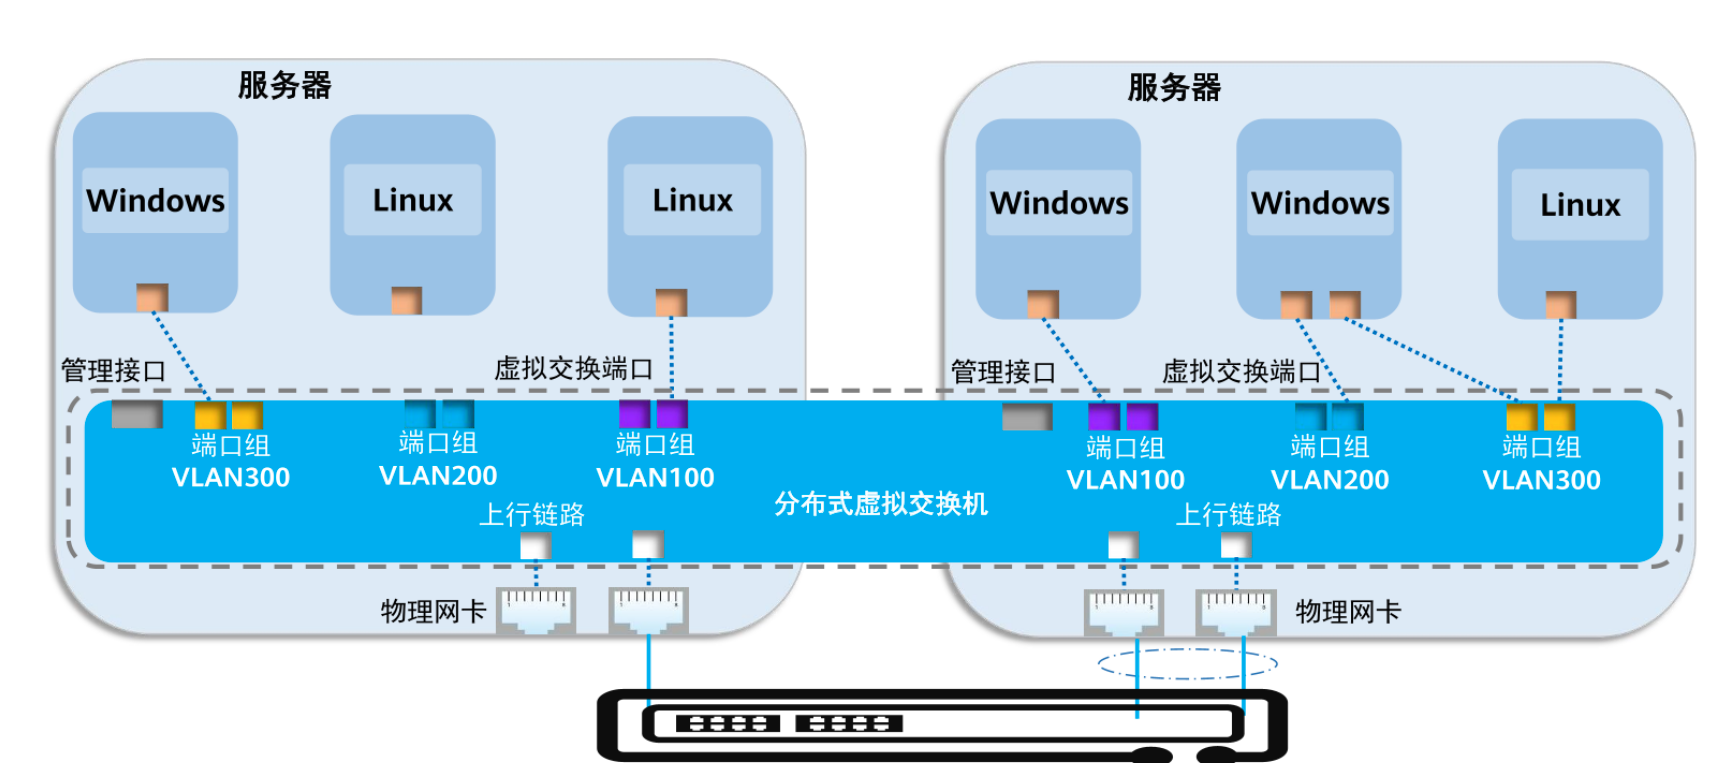 服务器
服务器
Windows
Linux
Linux
Windows
Windows
Linux
管理接口
虚拟交换端口
管理接口
虚拟交换端口
端口组
VLAN300
端口组
VLAN200
端口组
VLAN100
端口组
VLAN100
端口组
VLAN200
端口组
VLAN300
分布式虚拟交换机
上行链路
上行链路
物理网卡
物理网卡